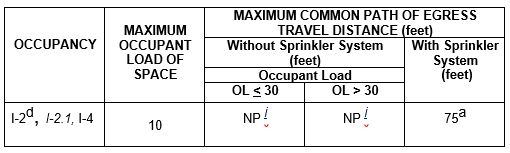 OCCUPANCY
MAXIMUM
OCCUPANT
LOAD OF
SPACE
MAXIMUM COMMON PATH OF EGRESS
TRAVEL DISTANCE (feet)
Without Sprinkler System
(feet)
Occupant Load
OL ≤ 30
OL > 30
With Sprinkler
System
(feet)
I-2d, I-2.1, I-4
10
NP i
NP i
75a